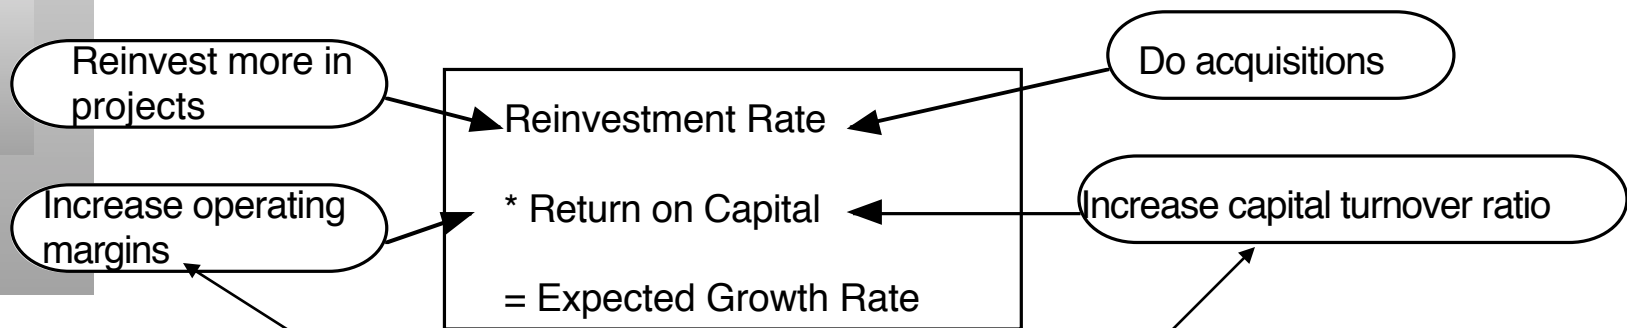 Reinvest more in
projects
Do acquisitions
Reinvestment Rate
Increase operating
margins
* Return on Capital
Increase capital turnover ratio
= Expected Growth Rate